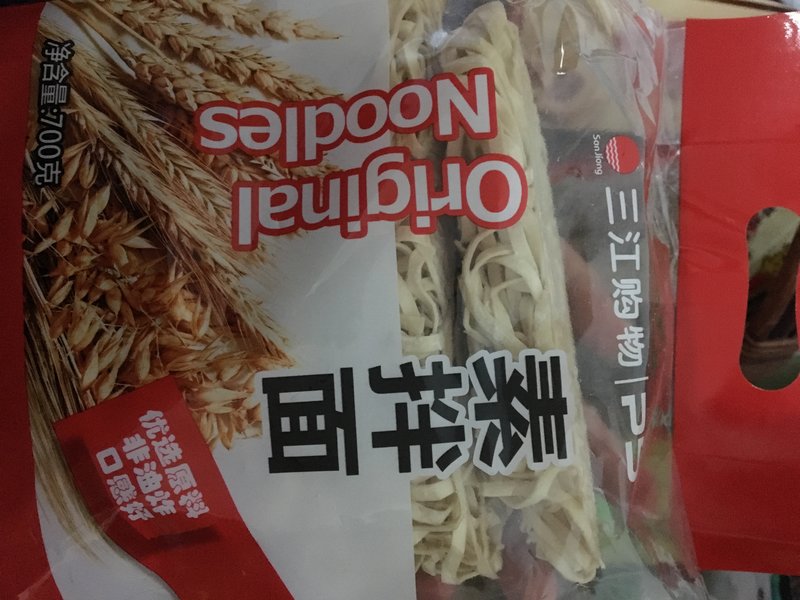 SanJiang
三江购物
素拌面
Original
Noodles
优选原料
非油炸
口感好
净含量:700克